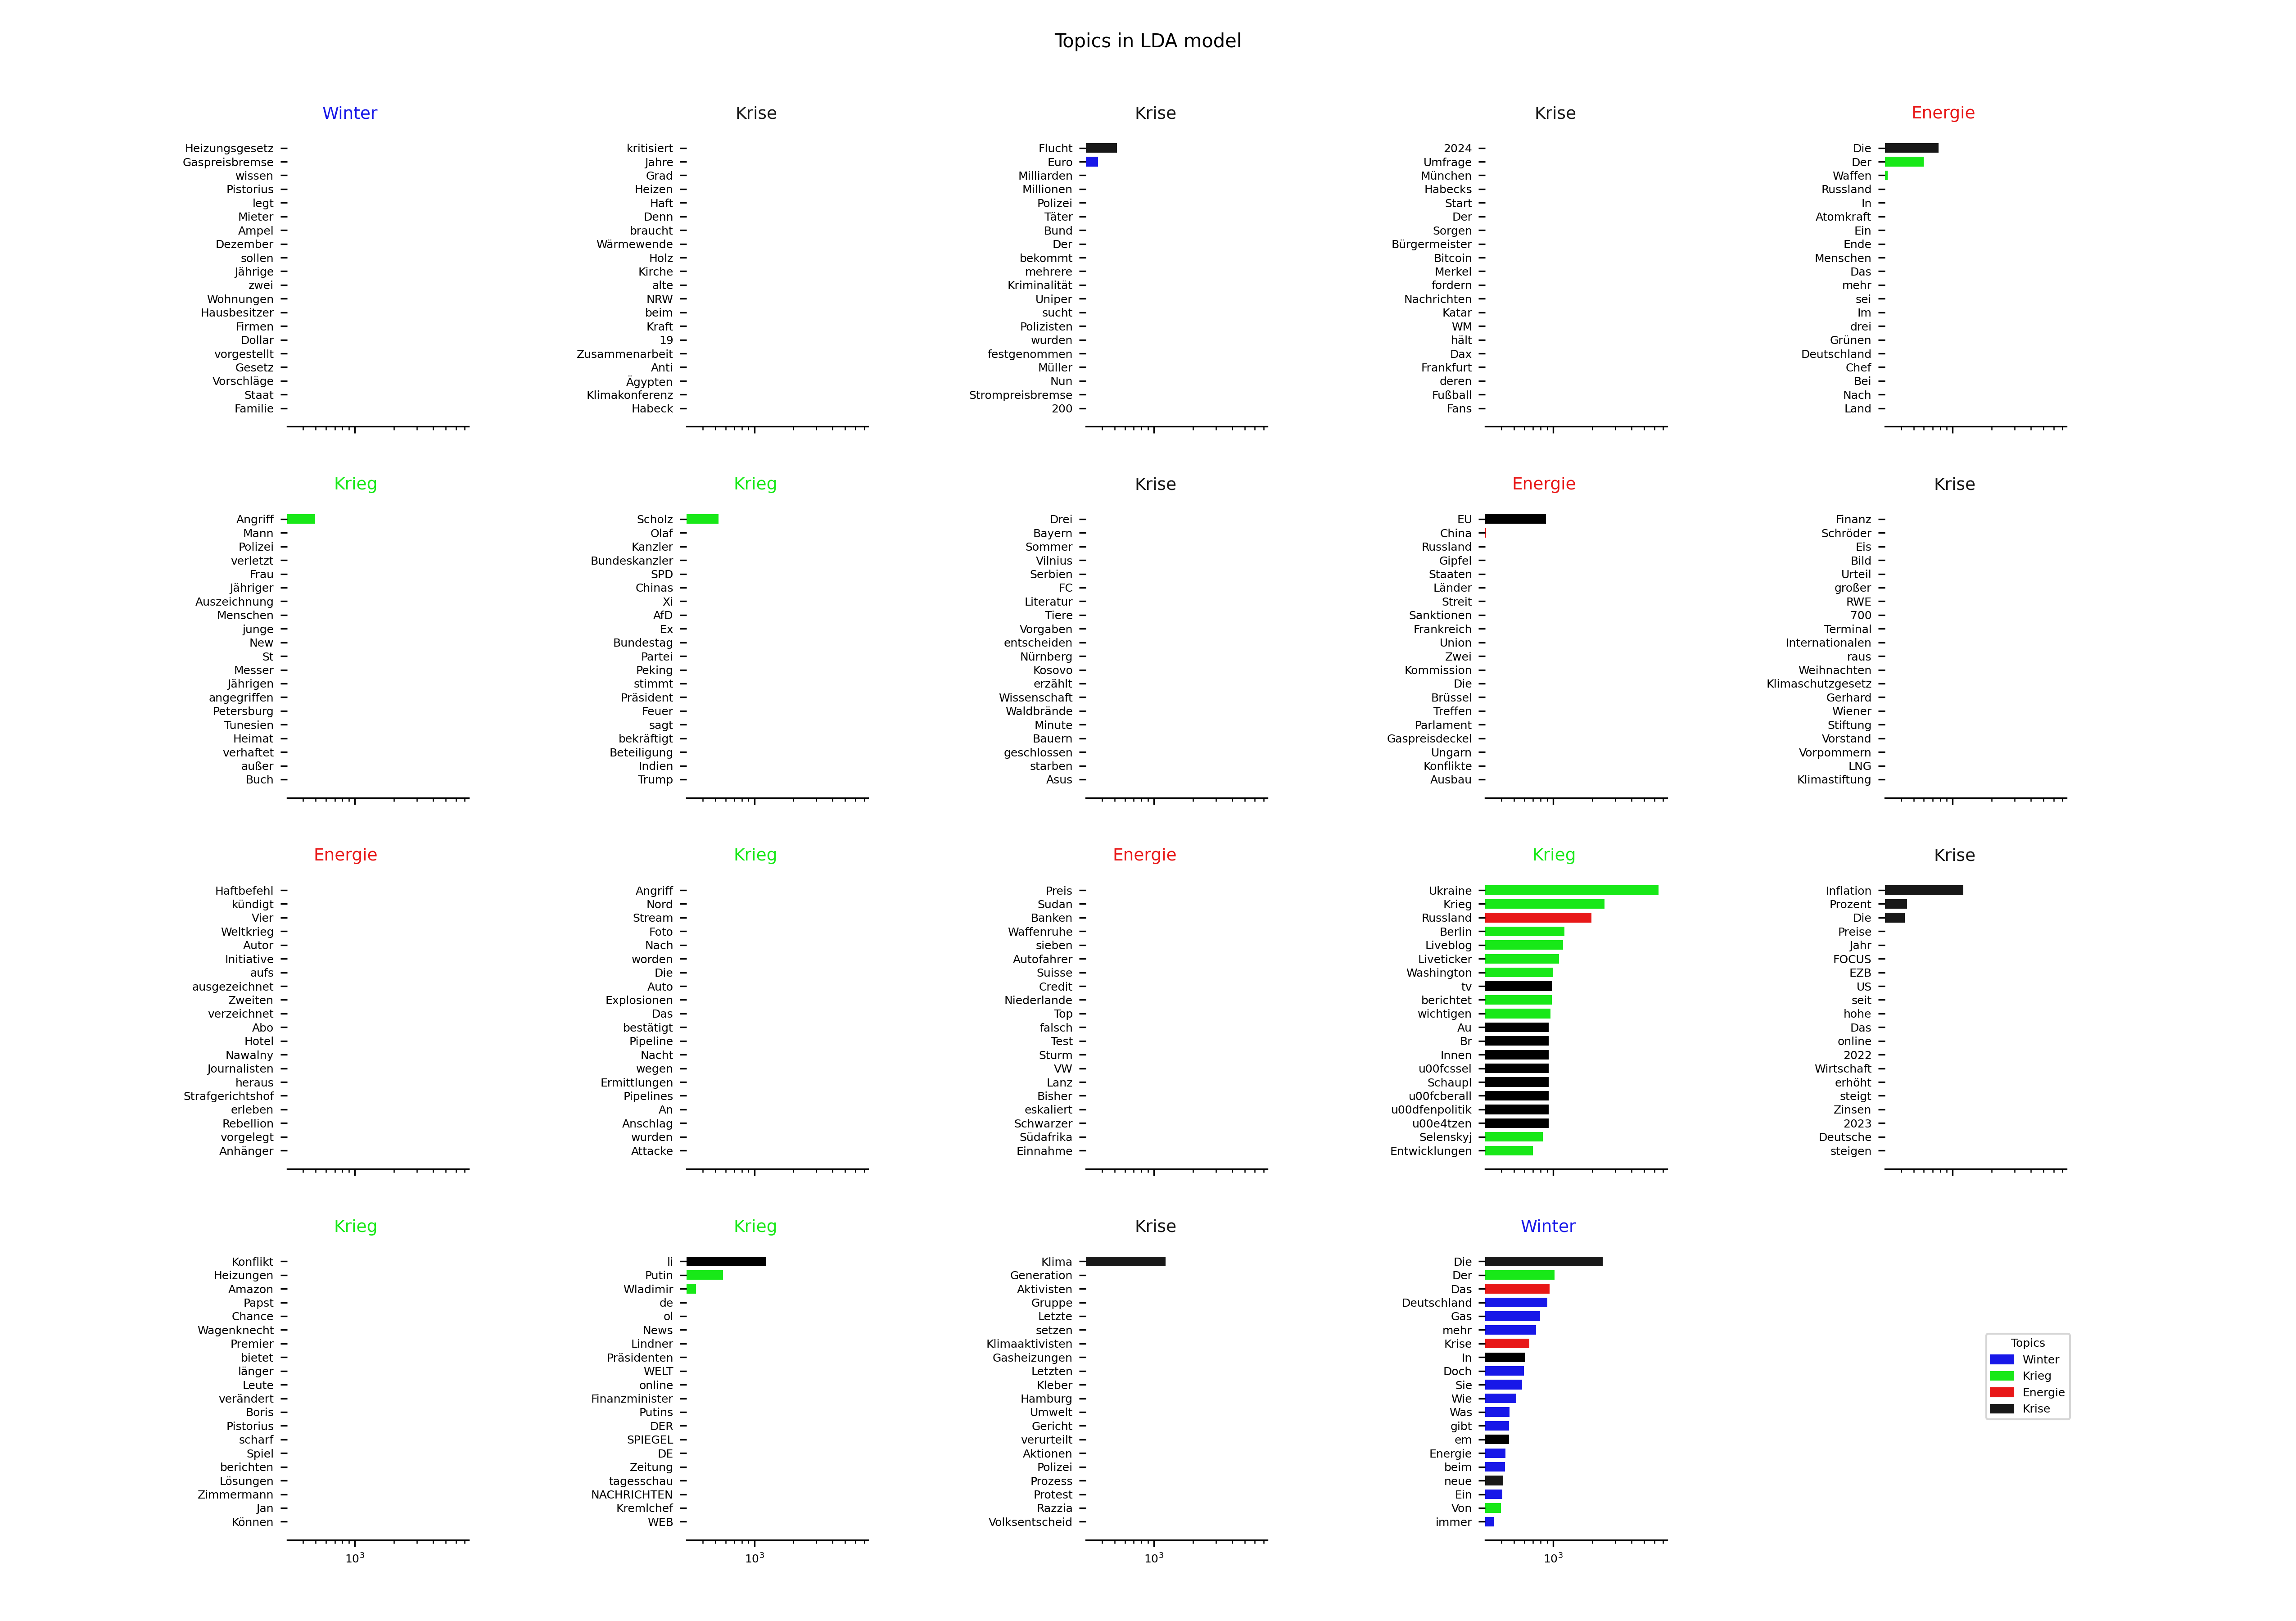 Topics in LDA model
Winter
Heizungsgesetz
Gaspreisbremse
wissen
Pistorius
legt
Mieter
Ampel
Dezember
sollen
Jährige
zwei
Wohnungen
Hausbesitzer
Firmen
Dollar
vorgestellt
Gesetz
Vorschläge
Staat
Familie
Krise
kritisiert
Jahre
Grad
Heizen
Haft
Denn
braucht
Wärmewende
Holz
Kirche
alte
NRW
beim
Kraft
19
Zusammenarbeit
Anti
Ägypten
Klimakonferenz
Habeck
Krise
Flucht
Euro
Milliarden
Millionen
Polizei
Täter
Bund
Der
bekommt
mehrere
Kriminalität
Uniper
sucht
Polizisten
wurden
festgenommen
Müller
Nun
Strompreisbremse
200
Krise
2024
Umfrage
München
Habecks
Start
Der
Sorgen
Bürgermeister
Bitcoin
Merkel
fordern
Nachrichten
Katar
WM
hält
Dax
Frankfurt
deren
Fußball
Fans
Energie
Die
Der
Waffen
Russland
In
Atomkraft
Ein
Ende
Menschen
Das
mehr
sei
Im
drei
Grünen
Deutschland
Chef
Bei
Nach
Land
Krieg
Angriff
Mann
Polizei
verletzt
Frau
Jähriger
Auszeichnung
Menschen
junge
New
St
Messer
Jährigen
angegriffen
Petersburg
Tunesien
Heimat
verhaftet
außer
Buch
Krieg
Scholz
Olaf
Kanzler
Bundeskanzler
SPD
Chinas
Xi
AfD
Ex
Bundestag
Partei
Peking
stimmt
Präsident
Feuer
sagt
bekräftigt
Beteiligung
Indien
Trump
Krise
Drei
Bayern
Sommer
Vilnius
Serbien
FC
Literatur
Tiere
Vorgaben
entscheiden
Nürnberg
Kosovo
erzählt
Wissenschaft
Waldbrände
Minute
Bauern
geschlossen
starben
Asus
Energie
EU
China
Russland
Gipfel
Staaten
Länder
Streit
Sanktionen
Frankreich
Union
Zwei
Kommission
Die
Brüssel
Treffen
Parlament
Gaspreisdeckel
Ungarn
Konflikte
Ausbau
Krise
Finanz
Schröder
Eis
Bild
Urteil
großer
RWE
700
Terminal
Internationalen
raus
Weihnachten
Klimaschutzgesetz
Gerhard
Wiener
Stiftung
Vorstand
Vorpommern
LNG
Klimastiftung
Energie
Haftbefehl
kündigt
Vier
Weltkrieg
Autor
Initiative
aufs
ausgezeichnet
Zweiten
verzeichnet
Abo
Hotel
Nawalny
Journalisten
heraus
Strafgerichtshof
erleben
Rebellion
vorgelegt
Anhänger
Krieg
Angriff
Nord
Stream
Foto
Nach
worden
Die
Auto
Explosionen
Das
bestätigt
Pipeline
Nacht
wegen
Ermittlungen
Pipelines
An
Anschlag
wurden
Attacke
Energie
Preis
Sudan
Banken
Waffenruhe
sieben
Autofahrer
Suisse
Credit
Niederlande
Top
falsch
Test
Sturm
VW
Lanz
Bisher
eskaliert
Schwarzer
Südafrika
Einnahme
Krieg
Ukraine
Krieg
Russland
Berlin
Liveblog
Liveticker
Washington
tv
berichtet
wichtigen
Au
Br
Innen
u00fcssel
Schaupl
u00fcberall
u00dfenpolitik
u00e4tzen
Selenskyj
Entwicklungen
Krise
Inflation
Prozent
Die
Preise
Jahr
FOCUS
EZB
US
seit
hohe
Das
online
2022
Wirtschaft
erhöht
steigt
Zinsen
2023
Deutsche
steigen
Krieg
Konflikt
Heizungen
Amazon
Papst
Chance
Wagenknecht
Premier
bietet
länger
Leute
verändert
Boris
Pistorius
scharf
Spiel
berichten
Lösungen
Zimmermann
Jan
Können
10³
Krieg
li
Putin
Wladimir
de
ol
News
Lindner
Präsidenten
WELT
online
Finanzminister
Putins
DER
SPIEGEL
DE
Zeitung
tagesschau
NACHRICHTEN
Kremlchef
WEB
10³
Krise
Klima
Generation
Aktivisten
Gruppe
Letzte
setzen
Klimaaktivisten
Gasheizungen
Letzten
Kleber
Hamburg
Umwelt
Gericht
verurteilt
Aktionen
Polizei
Prozess
Protest
Razzia
Volksentscheid
10³
Winter
Die
Der
Das
Deutschland
Gas
mehr
Krise
In
Doch
Sie
Wie
Was
gibt
em
Energie
beim
neue
Ein
Von
immer
10³
Topics
Winter
Krieg
Energie
Krise